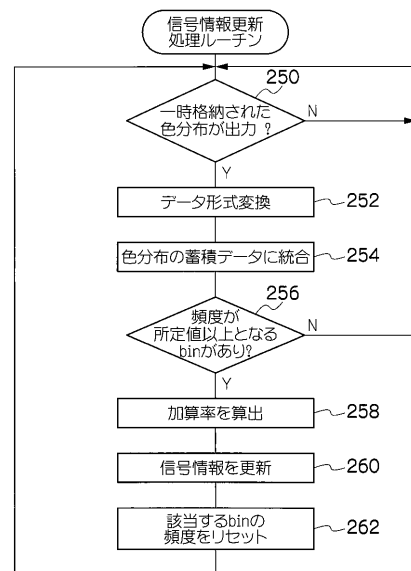 信号情報更新
処理ルーチン
250
一時格納された
色分布が出力 ?
N
Y
データ形式変換
252
色分布の蓄積データに統合
254
256
頻度が
所定値以上となる
binがあり?
N
Y
加算率を算出
258
信号情報を更新
260
該当するbinの
頻度をリセット
262